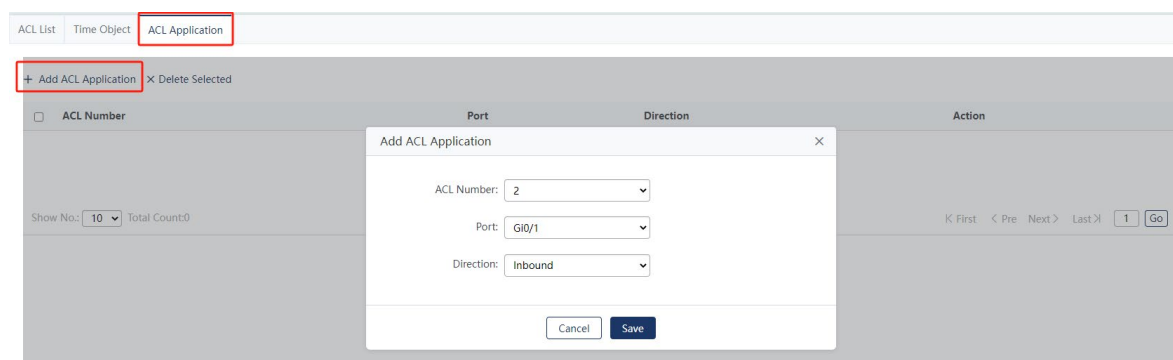 ACL List Time Object ACL Application
+ Add ACL Application × Delete Selected
ACL Number Port Direction Action
Add ACL Application ×
ACL Number: 2
Port: GI0/1
Direction: Inbound
Show No.: 10 Total Count:0 First Pre Next Last 1 Go
Cancel Save